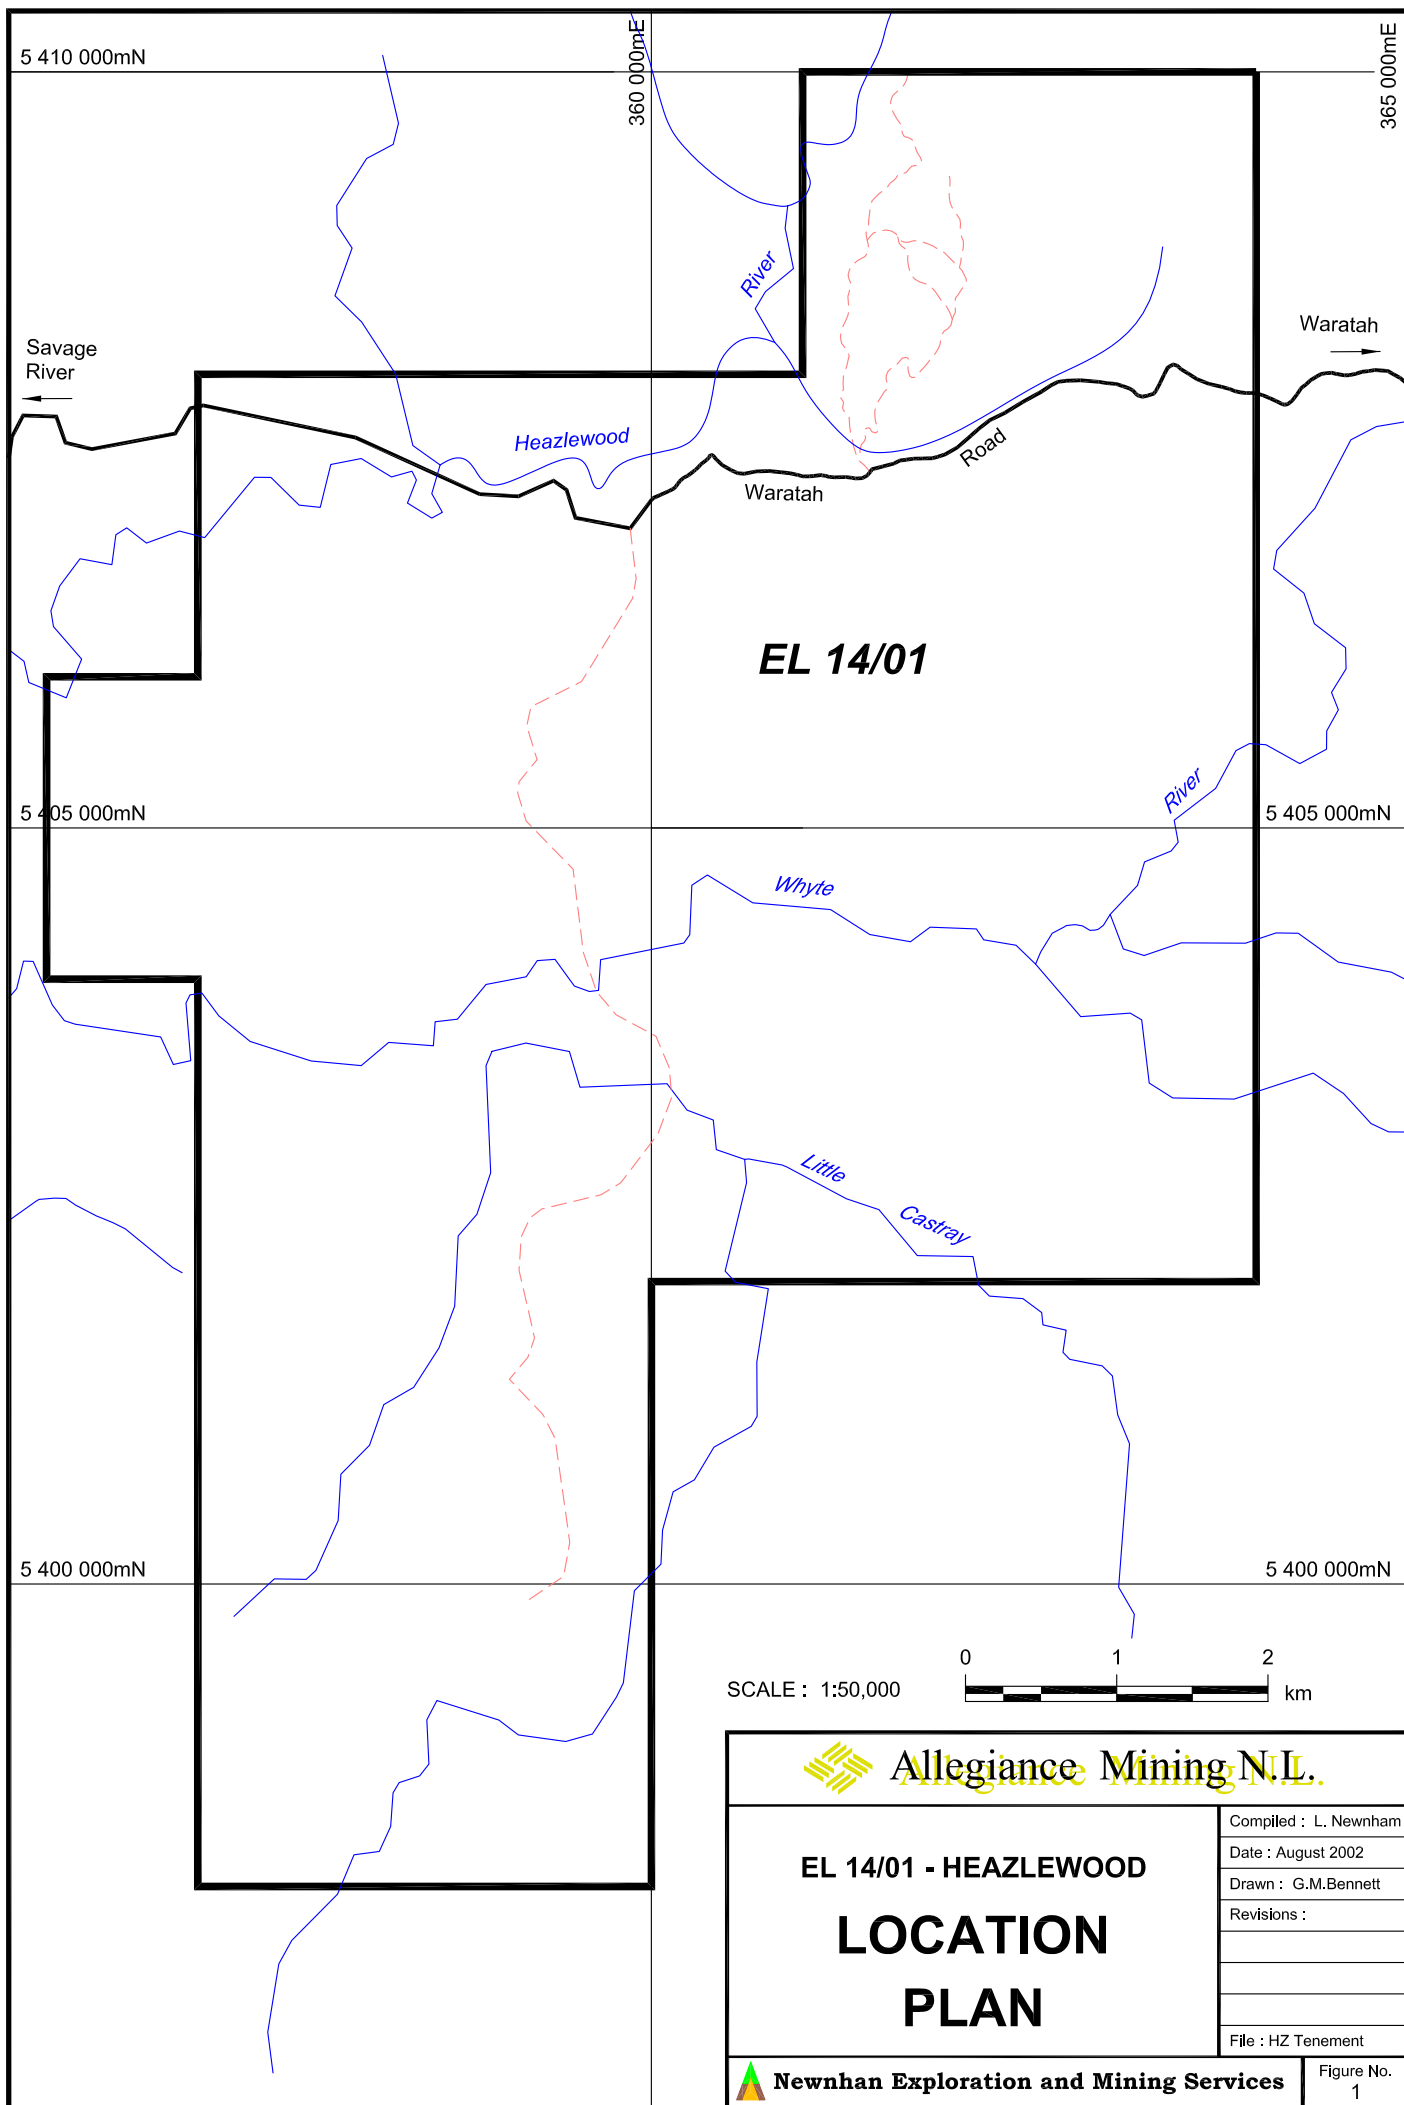 5 410 000mN
360 000mE
365 000mE
River
Savage
River
Waratah
Heazlewood
Road
Waratah
EL 14/01
River
5 405 000mN
5 405 000mN
Whyte
Little
Castray
5 400 000mN
5 400 000mN
0 1 2
SCALE : 1:50,000
km
Allegiance Mining N.L.
Compiled : L. Newnham
Date : August 2002
Drawn : G.M.Bennett
Revisions :
File : HZ Tenement
EL 14/01 - HEAZLEWOOD
LOCATION
PLAN
Newnhan Exploration and Mining Services
Figure No.
1